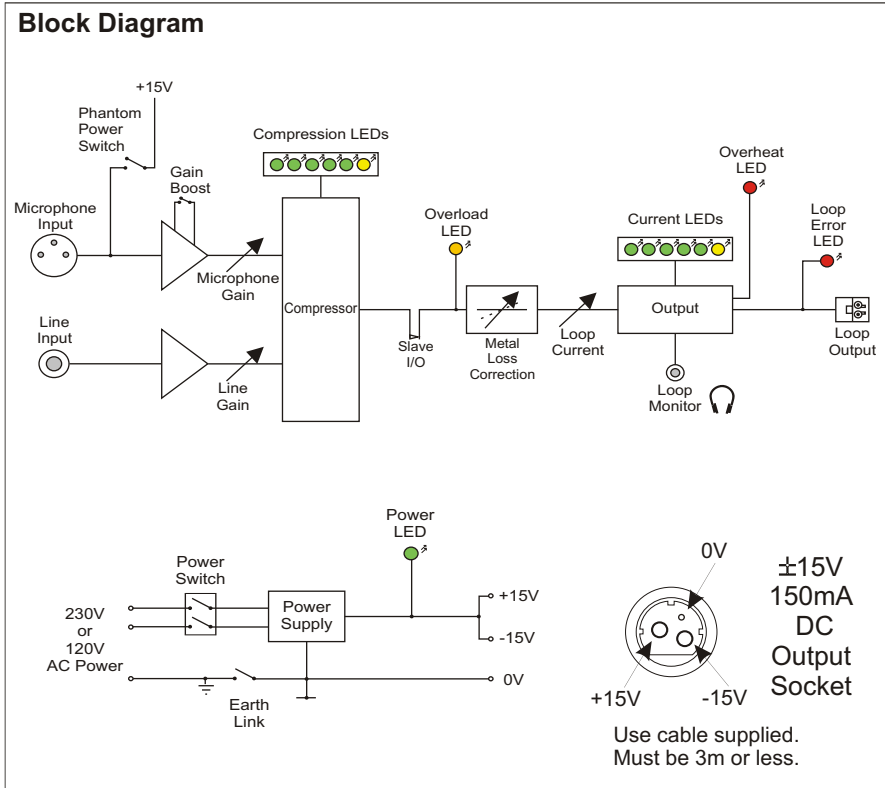 Block Diagram
+15V
Phantom
Power
Switch
Gain
Boost
Compression LEDs
Microphone
Input
Microphone
Gain
Overload
LED
Current LEDs
Overheat
LED
Loop
Error
LED
Compressor
Output
Line
Input
Line
Gain
Slave
I/O
Metal
Loss
Correction
Loop
Current
Loop
Monitor
Loop
Output
Power
LED
Power
Switch
230V
or
120V
AC Power
Power
Supply
+15V
-15V
0V
Earth
Link
0V
+15V
-15V
±15V
150mA
DC
Output
Socket
Use cable supplied.
Must be 3m or less.